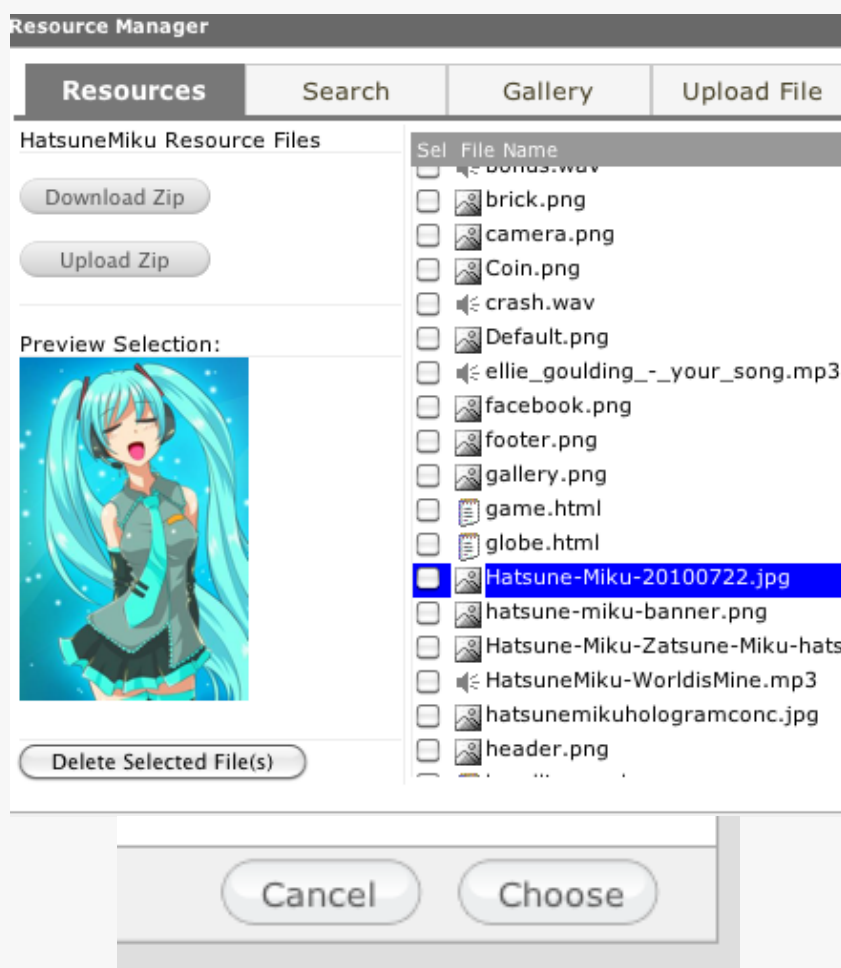 Resource Manager
Resources
Search
Gallery
Upload File
HatsuneMiku Resource Files
Download Zip
Upload Zip
Preview Selection:
Delete Selected File(s)
Sel File Name
bonus.wav
brick.png
camera.png
Coin.png
crash.wav
Default.png
ellie_goulding_-_your_song.mp3
facebook.png
footer.png
gallery.png
game.html
globe.html
Hatsune-Miku-20100722.jpg
hatsune-miku-banner.png
Hatsune-Miku-Zatsune-Miku-hats
HatsuneMiku-WorldisMine.mp3
hatsunemikuhologramconc.jpg
header.png
Cancel
Choose